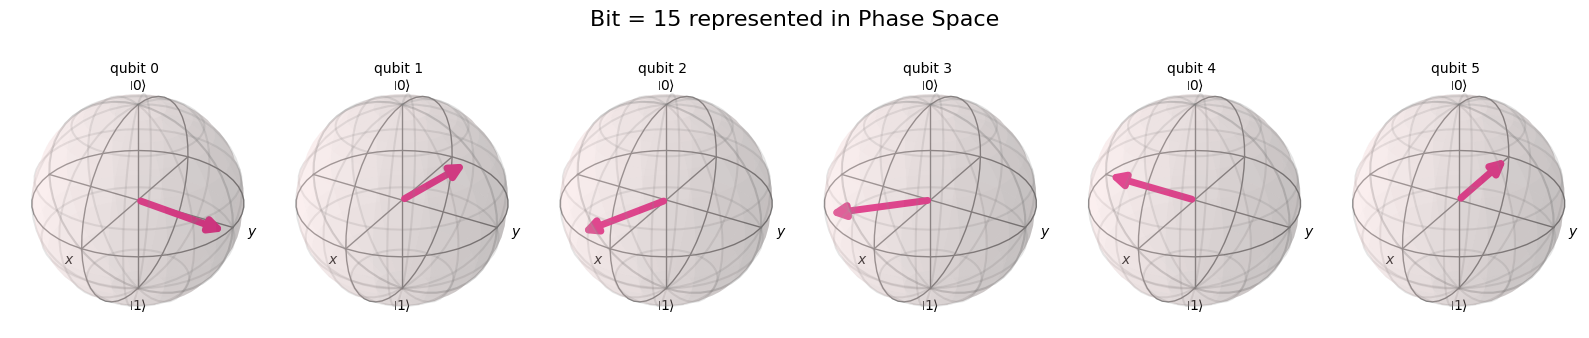 Bit = 15 represented in Phase Space
qubit 0 qubit 1 qubit 2 qubit 3 qubit 4 qubit 5
|0⟩ |0⟩ |0⟩ |0⟩ |0⟩ |0⟩
y y y y y y
x x x x x x
|1⟩ |1⟩ |1⟩ |1⟩ |1⟩ |1⟩